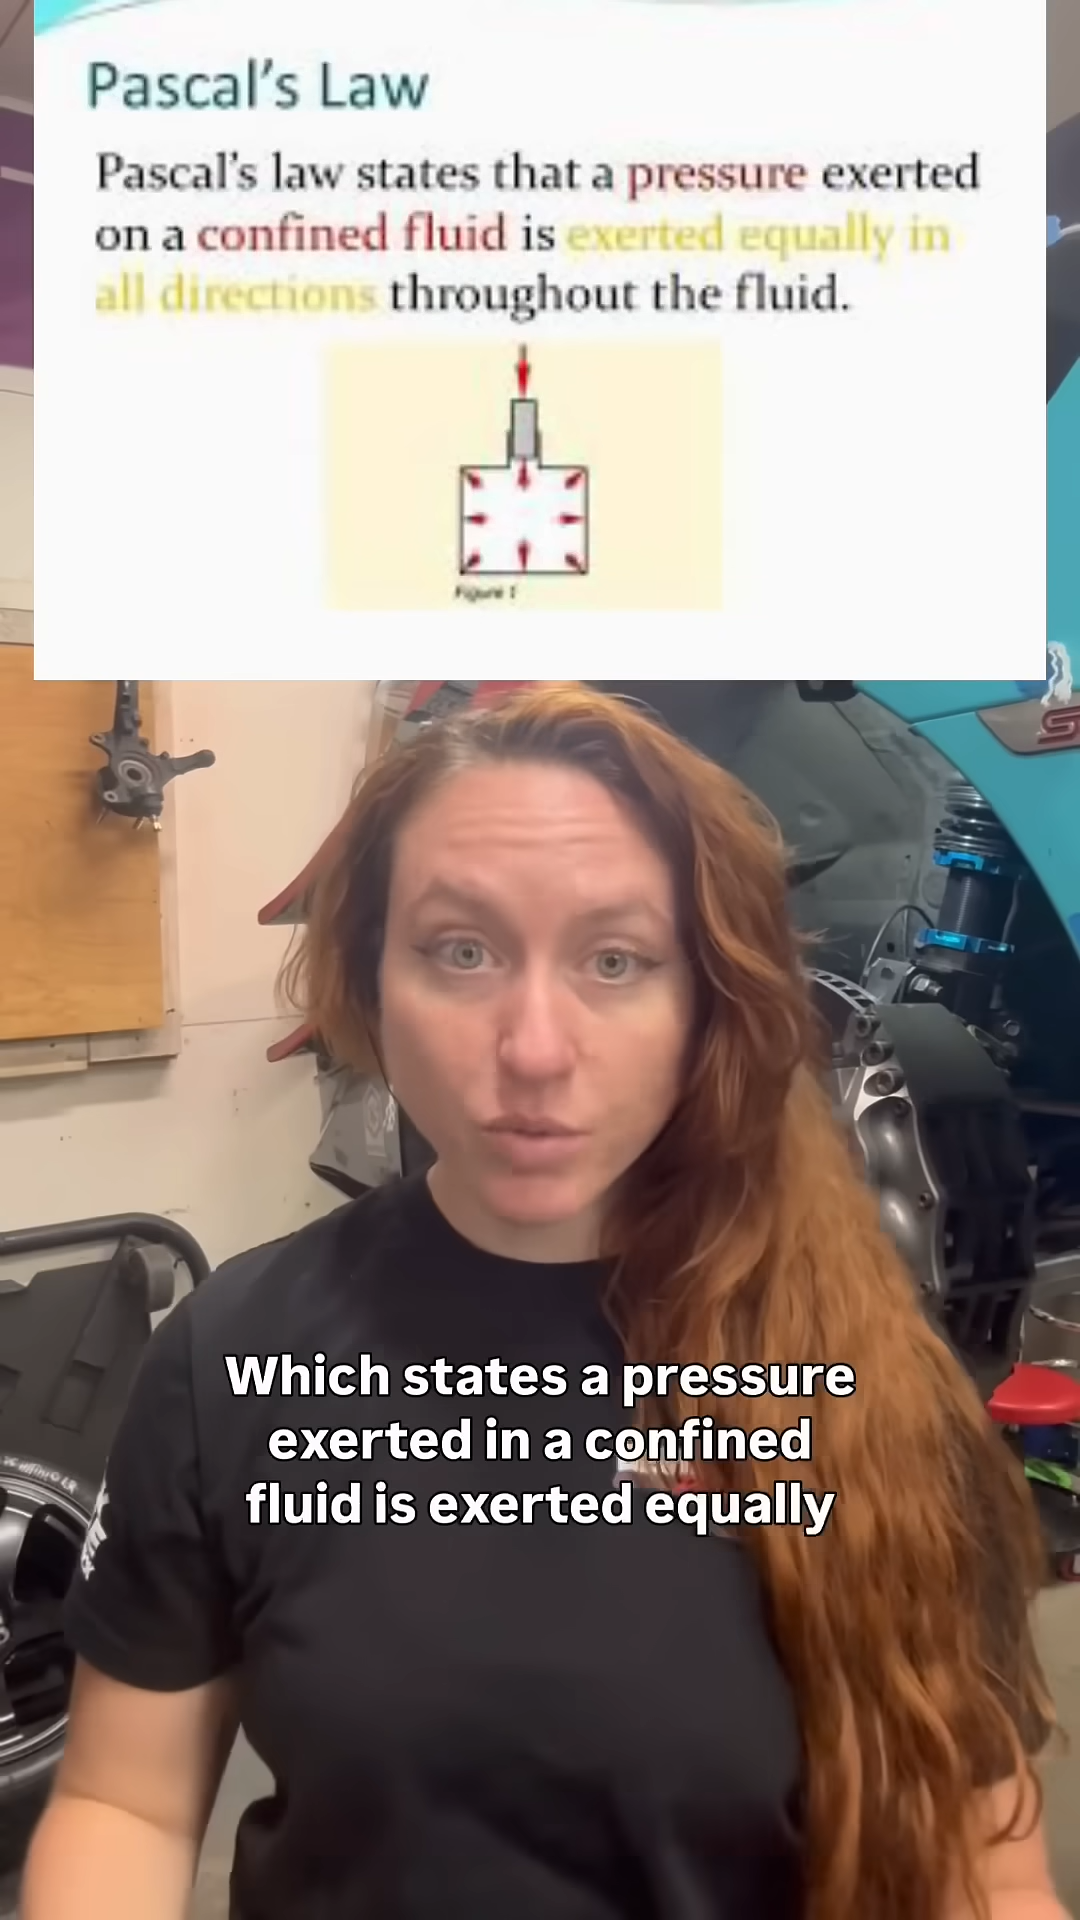 Pascal's Law
Pascal's law states that a pressure exerted
on a confined fluid is exerted equally in
all directions throughout the fluid.
Figure 1
Which states a pressure
exerted in a confined
fluid is exerted equally